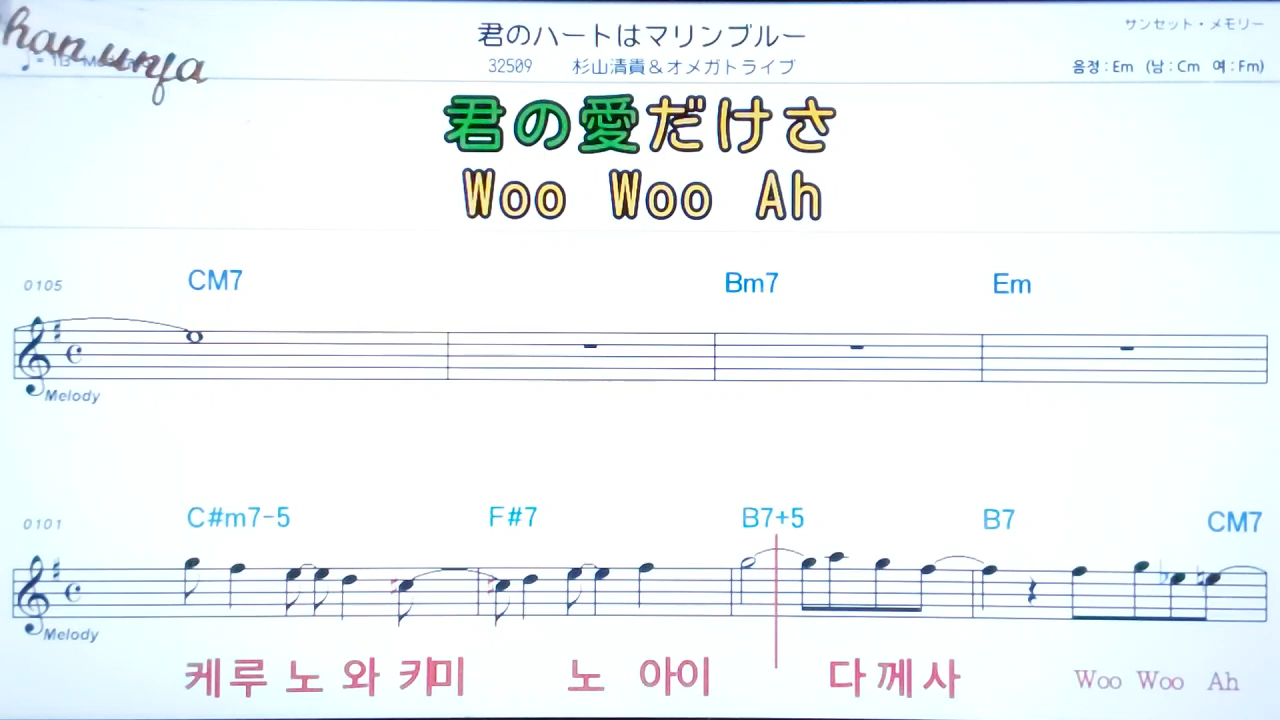 hanunya
君のハートはマリンブルー
サンセット・メモリー
32509 杉山清貴&オメガトライブ
음정:Em (남:Cm 여:Fm)
君の愛だけさ
Woo Woo Ah
0105 CM7 Bm7 Em
Melody
0101 C#m7-5 F#7 B7+5 B7 CM7
Melody
케루 노 와 키미 노 아이 다 께 사 Woo Woo Ah